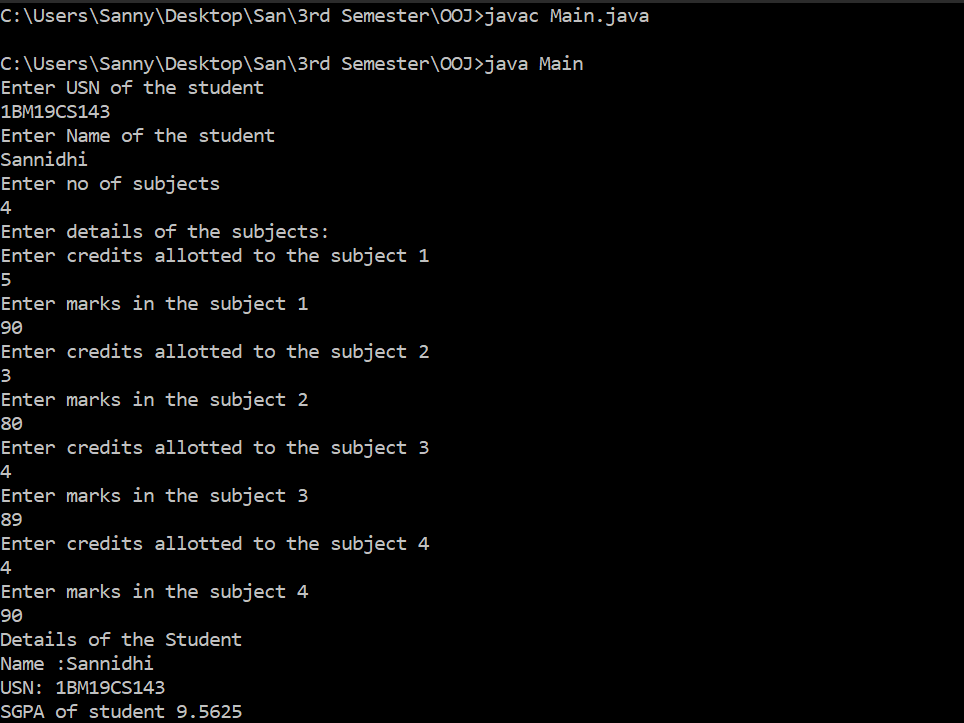 C:\Users\Sanny\Desktop\San\3rd Semester\OOJ>javac Main.java
C:\Users\Sanny\Desktop\San\3rd Semester\OOJ>java Main
Enter USN of the student
1BM19CS143
Enter Name of the student
Sannidhi
Enter no of subjects
4
Enter details of the subjects:
Enter credits allotted to the subject 1
5
Enter marks in the subject 1
90
Enter credits allotted to the subject 2
3
Enter marks in the subject 2
80
Enter credits allotted to the subject 3
4
Enter marks in the subject 3
89
Enter credits allotted to the subject 4
4
Enter marks in the subject 4
90
Details of the Student
Name :Sannidhi
USN: 1BM19CS143
SGPA of student 9.5625